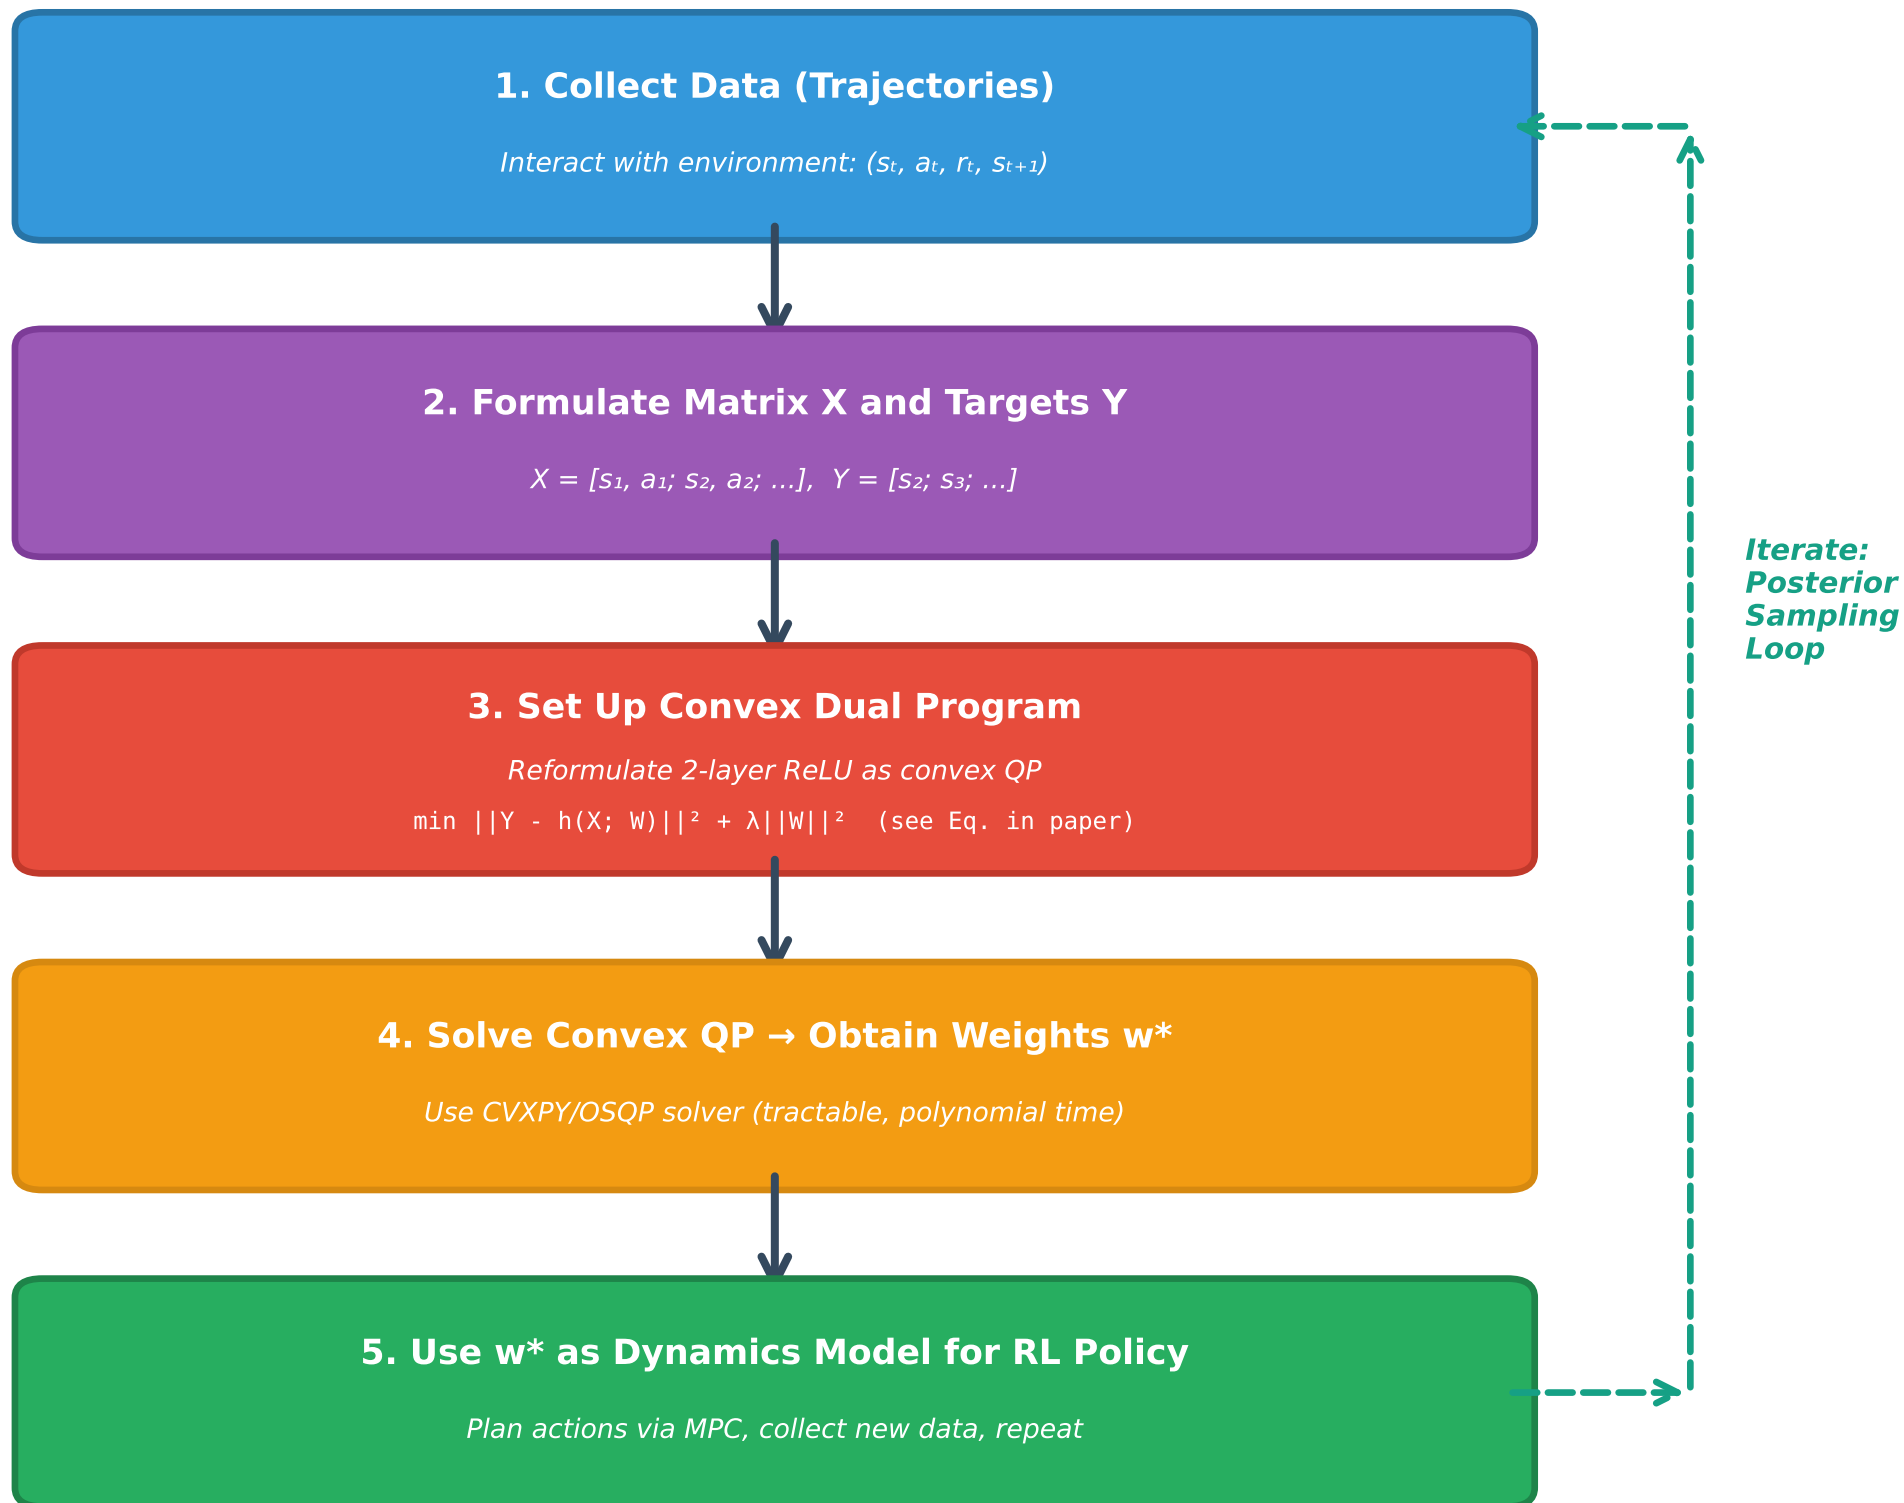 1. Collect Data (Trajectories)
Interact with environment: (sₜ, aₜ, rₜ, sₜ₊₁)
2. Formulate Matrix X and Targets Y
X = [s₁, a₁; s₂, a₂; ...],  Y = [s₂; s₃; ...]
Iterate:
Posterior
Sampling
Loop
3. Set Up Convex Dual Program
Reformulate 2-layer ReLU as convex QP
min ||Y - h(X; W)||² + λ||W||²  (see Eq. in paper)
4. Solve Convex QP → Obtain Weights w*
Use CVXPY/OSQP solver (tractable, polynomial time)
5. Use w* as Dynamics Model for RL Policy
Plan actions via MPC, collect new data, repeat